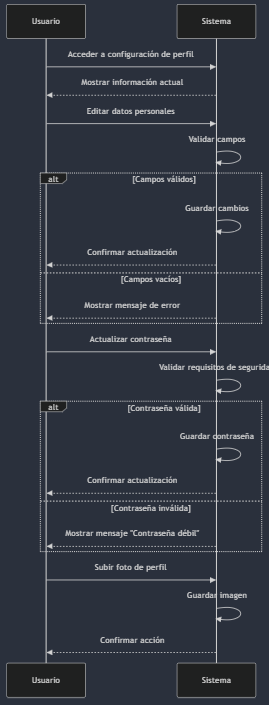 Usuario
Sistema
Acceder a configuración de perfil
Mostrar información actual
Editar datos personales
Validar campos
alt
[Campos válidos]
Guardar cambios
Confirmar actualización
[Campos vacíos]
Mostrar mensaje de error
Actualizar contraseña
Validar requisitos de segurida
alt
[Contraseña válida]
Guardar contraseña
Confirmar actualización
[Contraseña inválida]
Mostrar mensaje "Contraseña débil"
Subir foto de perfil
Guardar imagen
Confirmar acción
Usuario
Sistema